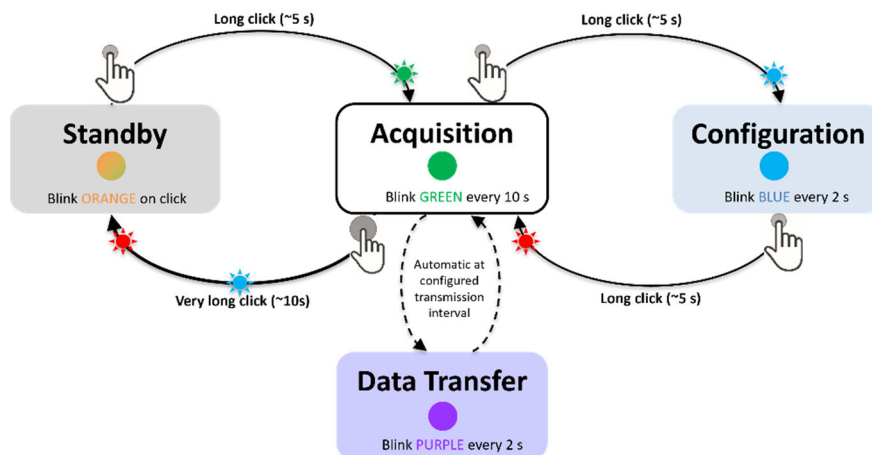 Long click (~5 s)
Long click (~5 s)
Standby
Blink ORANGE on click
Acquisition
Blink GREEN every 10 s
Configuration
Blink BLUE every 2 s
Automatic at
configured
transmission
interval
Very long click (~10s)
Long click (~5 s)
Data Transfer
Blink PURPLE every 2 s